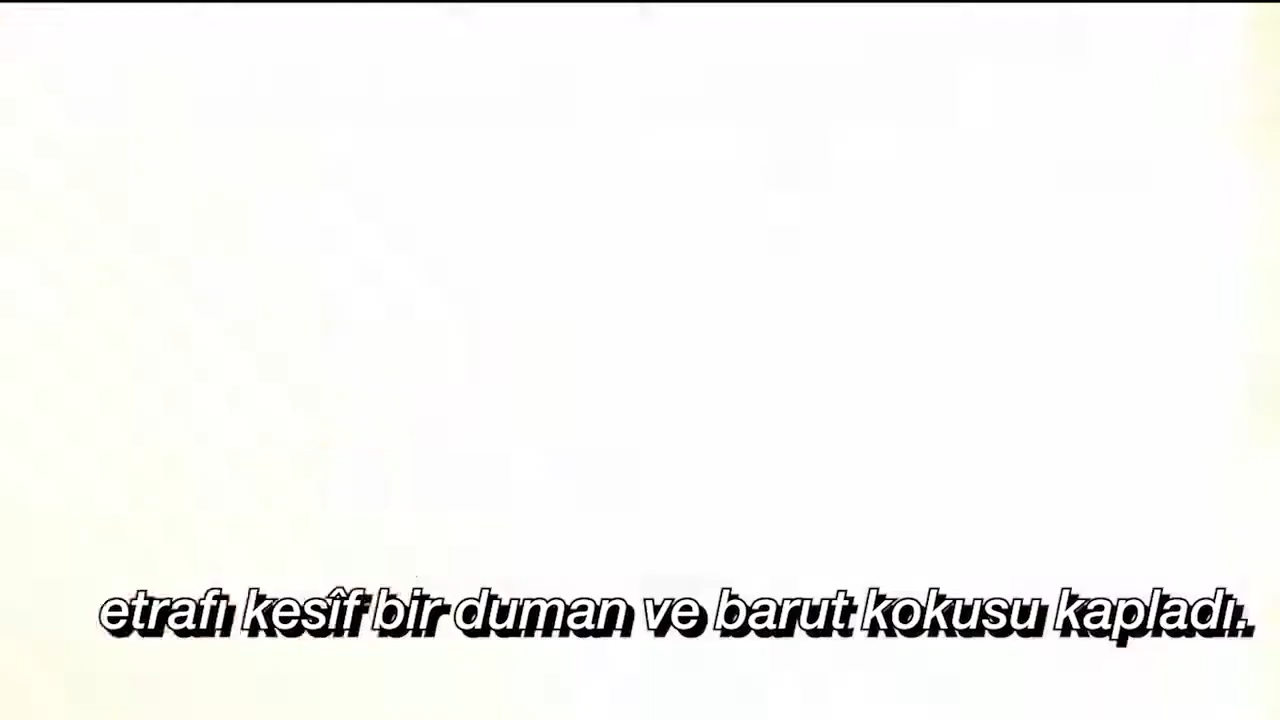 etrafı kesîf bir duman ve barut kokusu kapladı.